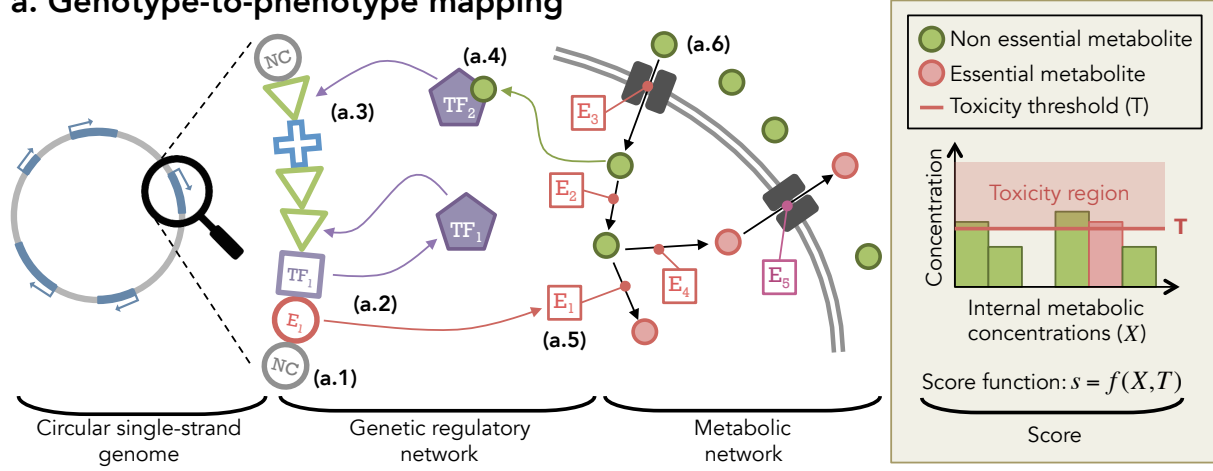 a. Genotype-to-phenotype mapping
NC
(a.4)
(a.6)
TF2
(a.3)
E3
E2
TF1
TF1
(a.2)
E1
E1
E4
E5
(a.5)
NC
(a.1)
Circular single-strand
genome
Genetic regulatory
network
Metabolic
network
Non essential metabolite
Essential metabolite
Toxicity threshold (T)
Concentration
Toxicity region
T
Internal metabolic
concentrations (X)
Score function: s = f(X,T)
Score